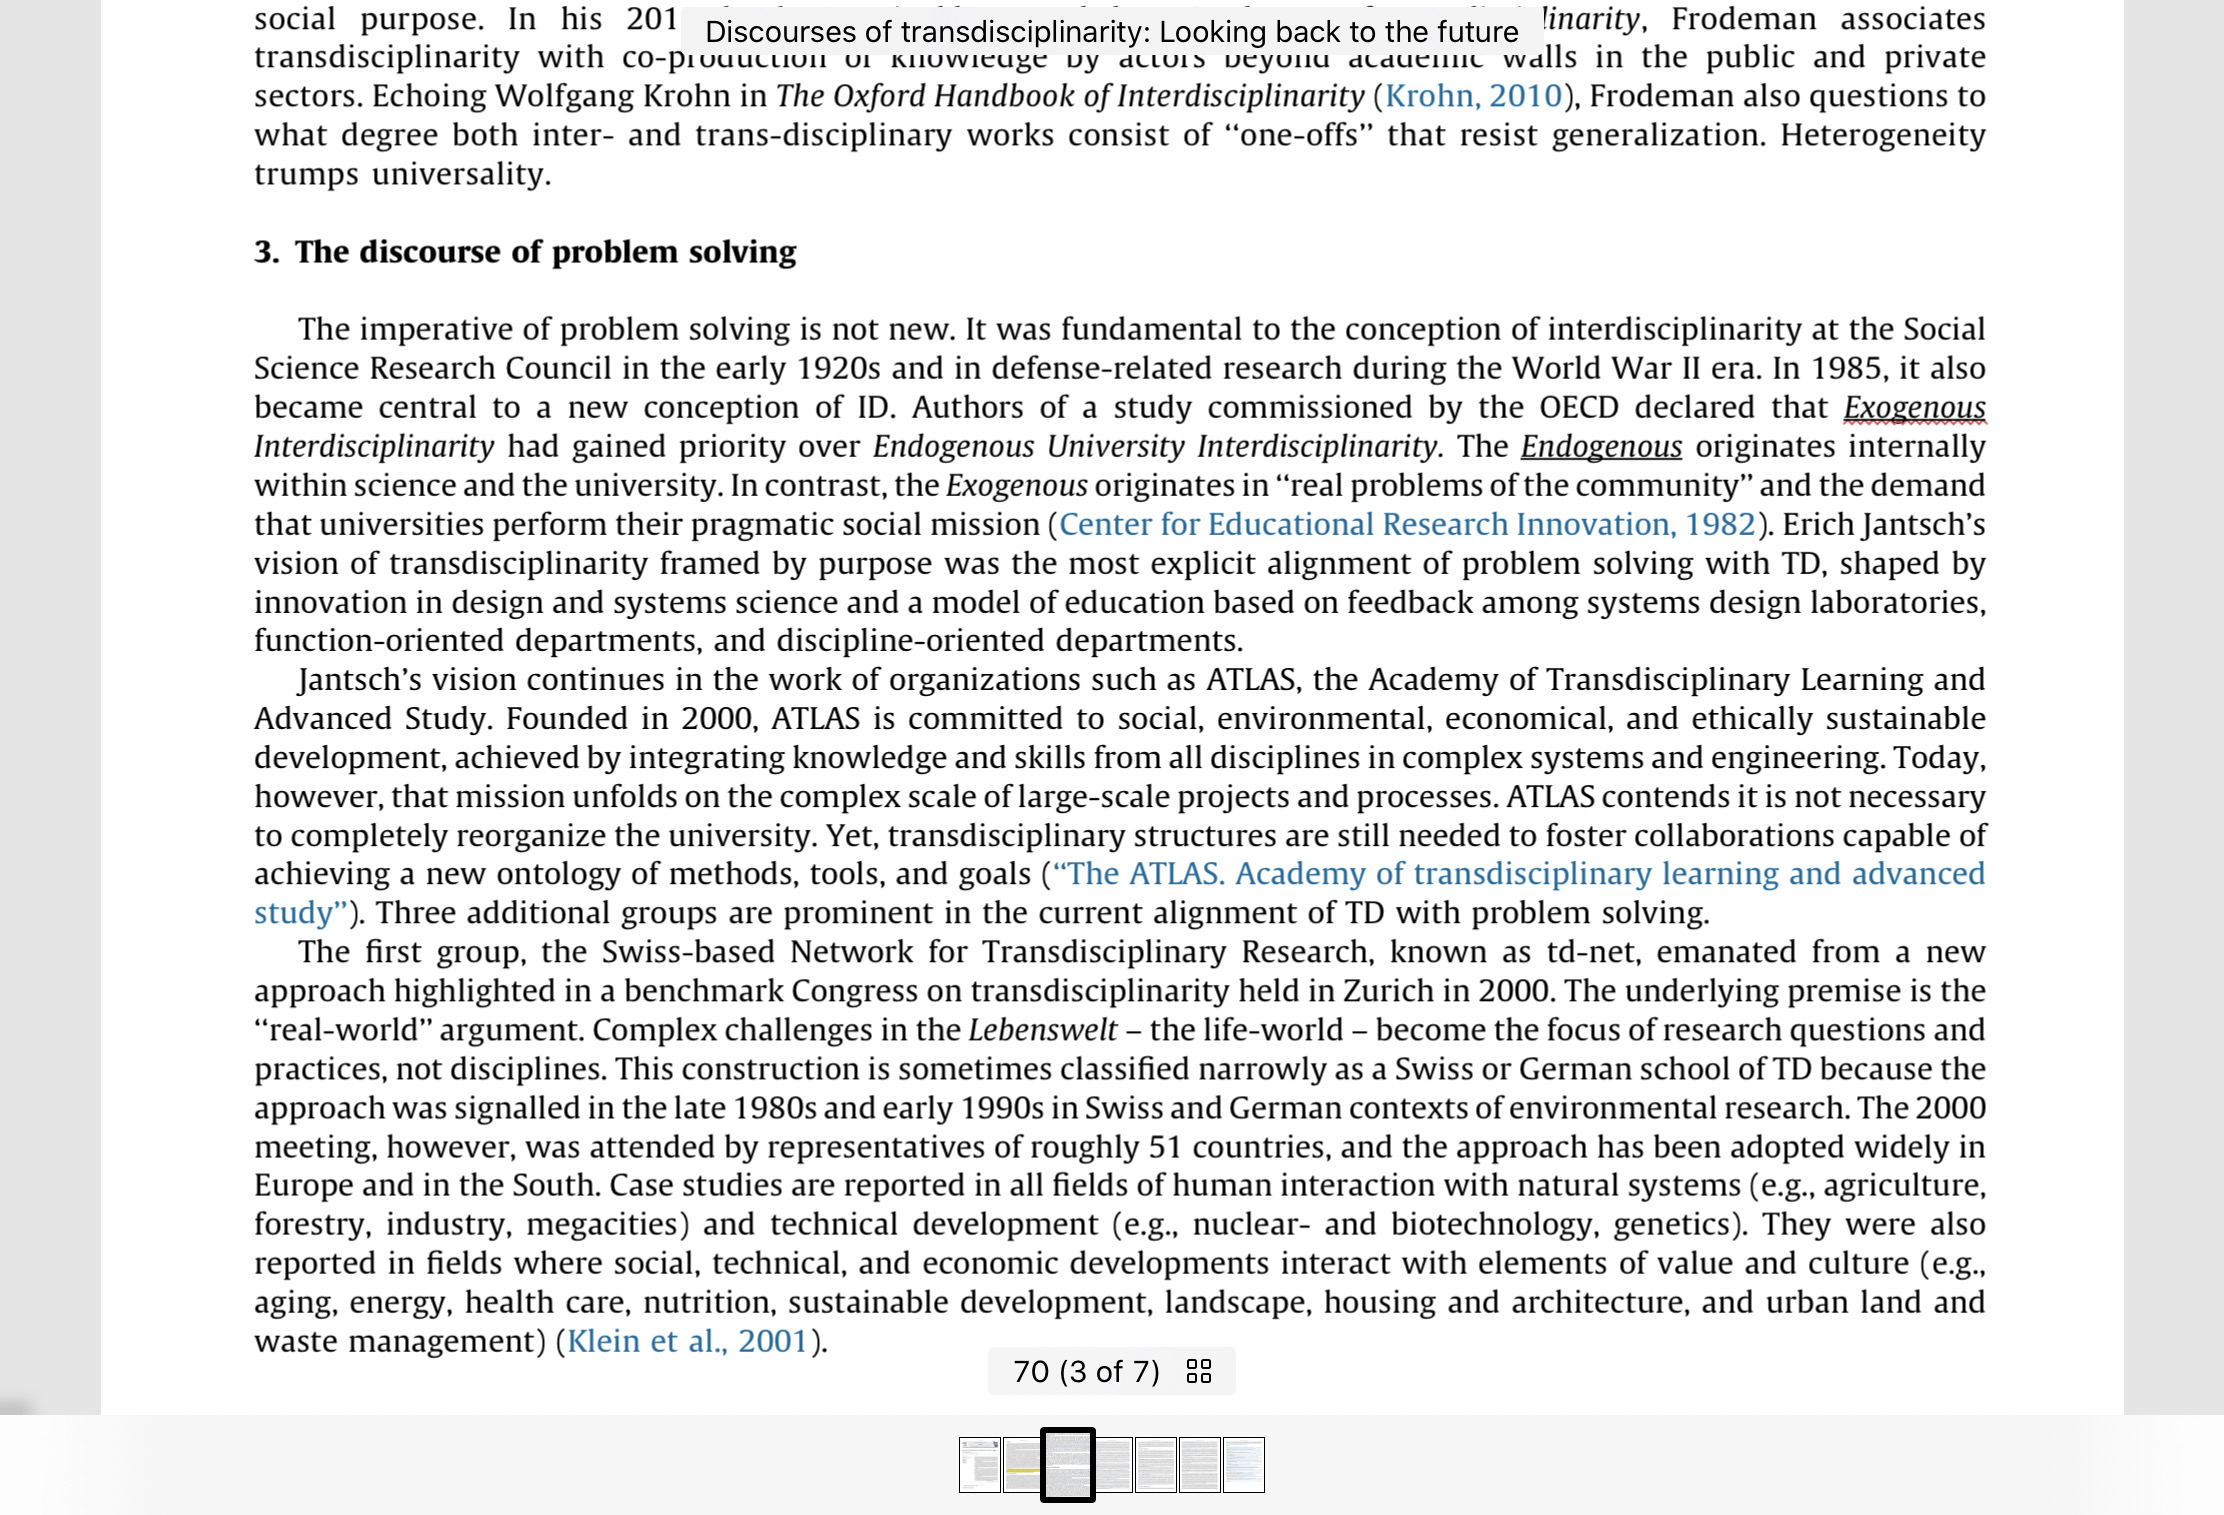 social purpose. In his 201 linarity, Frodeman associates
Discourses of transdisciplinarity: Looking back to the future
transdisciplinarity with co-production of knowledge by actors beyond academic walls in the public and private
sectors. Echoing Wolfgang Krohn in The Oxford Handbook of Interdisciplinarity (Krohn, 2010), Frodeman also questions to
what degree both inter- and trans-disciplinary works consist of “one-offs” that resist generalization. Heterogeneity
trumps universality.
3. The discourse of problem solving
The imperative of problem solving is not new. It was fundamental to the conception of interdisciplinarity at the Social
Science Research Council in the early 1920s and in defense-related research during the World War II era. In 1985, it also
became central to a new conception of ID. Authors of a study commissioned by the OECD declared that Exogenous
Interdisciplinarity had gained priority over Endogenous University Interdisciplinarity. The Endogenous originates internally
within science and the university. In contrast, the Exogenous originates in “real problems of the community” and the demand
that universities perform their pragmatic social mission (Center for Educational Research Innovation, 1982). Erich Jantsch’s
vision of transdisciplinarity framed by purpose was the most explicit alignment of problem solving with TD, shaped by
innovation in design and systems science and a model of education based on feedback among systems design laboratories,
function-oriented departments, and discipline-oriented departments.
Jantsch’s vision continues in the work of organizations such as ATLAS, the Academy of Transdisciplinary Learning and
Advanced Study. Founded in 2000, ATLAS is committed to social, environmental, economical, and ethically sustainable
development, achieved by integrating knowledge and skills from all disciplines in complex systems and engineering. Today,
however, that mission unfolds on the complex scale of large-scale projects and processes. ATLAS contends it is not necessary
to completely reorganize the university. Yet, transdisciplinary structures are still needed to foster collaborations capable of
achieving a new ontology of methods, tools, and goals (“The ATLAS. Academy of transdisciplinary learning and advanced
study”). Three additional groups are prominent in the current alignment of TD with problem solving.
The first group, the Swiss-based Network for Transdisciplinary Research, known as td-net, emanated from a new
approach highlighted in a benchmark Congress on transdisciplinarity held in Zurich in 2000. The underlying premise is the
“real-world” argument. Complex challenges in the Lebenswelt – the life-world – become the focus of research questions and
practices, not disciplines. This construction is sometimes classified narrowly as a Swiss or German school of TD because the
approach was signalled in the late 1980s and early 1990s in Swiss and German contexts of environmental research. The 2000
meeting, however, was attended by representatives of roughly 51 countries, and the approach has been adopted widely in
Europe and in the South. Case studies are reported in all fields of human interaction with natural systems (e.g., agriculture,
forestry, industry, megacities) and technical development (e.g., nuclear- and biotechnology, genetics). They were also
reported in fields where social, technical, and economic developments interact with elements of value and culture (e.g.,
aging, energy, health care, nutrition, sustainable development, landscape, housing and architecture, and urban land and
waste management) (Klein et al., 2001).
70 (3 of 7)